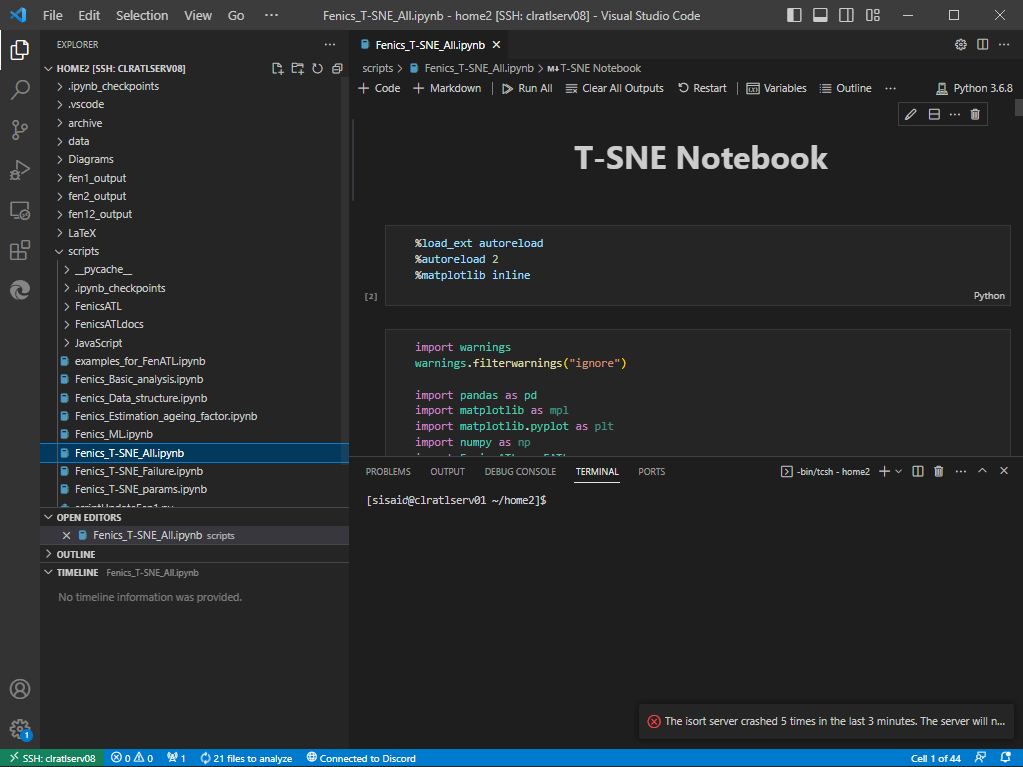 File Edit Selection View Go ··· Fenics_T-SNE_All.ipynb - home2 [SSH: clratlserv08] - Visual Studio Code
EXPLORER
HOME2 [SSH: CLRATLSERV08]
.ipynb_checkpoints
.vscode
archive
data
Diagrams
fen1_output
fen2_output
fen12_output
LaTeX
scripts
__pycache__
.ipynb_checkpoints
FenicsATL
FenicsATLdocs
JavaScript
examples_for_FenATL.ipynb
Fenics_Basic_analysis.ipynb
Fenics_Data_structure.ipynb
Fenics_Estimation_ageing_factor.ipynb
Fenics_ML.ipynb
Fenics_T-SNE_All.ipynb
Fenics_T-SNE_Failure.ipynb
Fenics_T-SNE_params.ipynb
OPEN EDITORS
Fenics_T-SNE_All.ipynb scripts
OUTLINE
TIMELINE Fenics_T-SNE_All.ipynb
No timeline information was provided.
Fenics_T-SNE_All.ipynb
scripts > Fenics_T-SNE_All.ipynb > M↓T-SNE Notebook
+ Code + Markdown | Run All Clear All Outputs Restart | Variables Outline ··· Python 3.6.8
T-SNE Notebook
%load_ext autoreload
%autoreload 2
%matplotlib inline
[2]
Python
import warnings
warnings.filterwarnings("ignore")
import pandas as pd
import matplotlib as mpl
import matplotlib.pyplot as plt
import numpy as np
PROBLEMS OUTPUT DEBUG CONSOLE TERMINAL PORTS -bin/tcsh - home2
[sisaid@clratlserv01 ~/home2]$
The isort server crashed 5 times in the last 3 minutes. The server will n...
1
SSH: clratlserv08 0 0 1 21 files to analyze Connected to Discord Cell 1 of 44